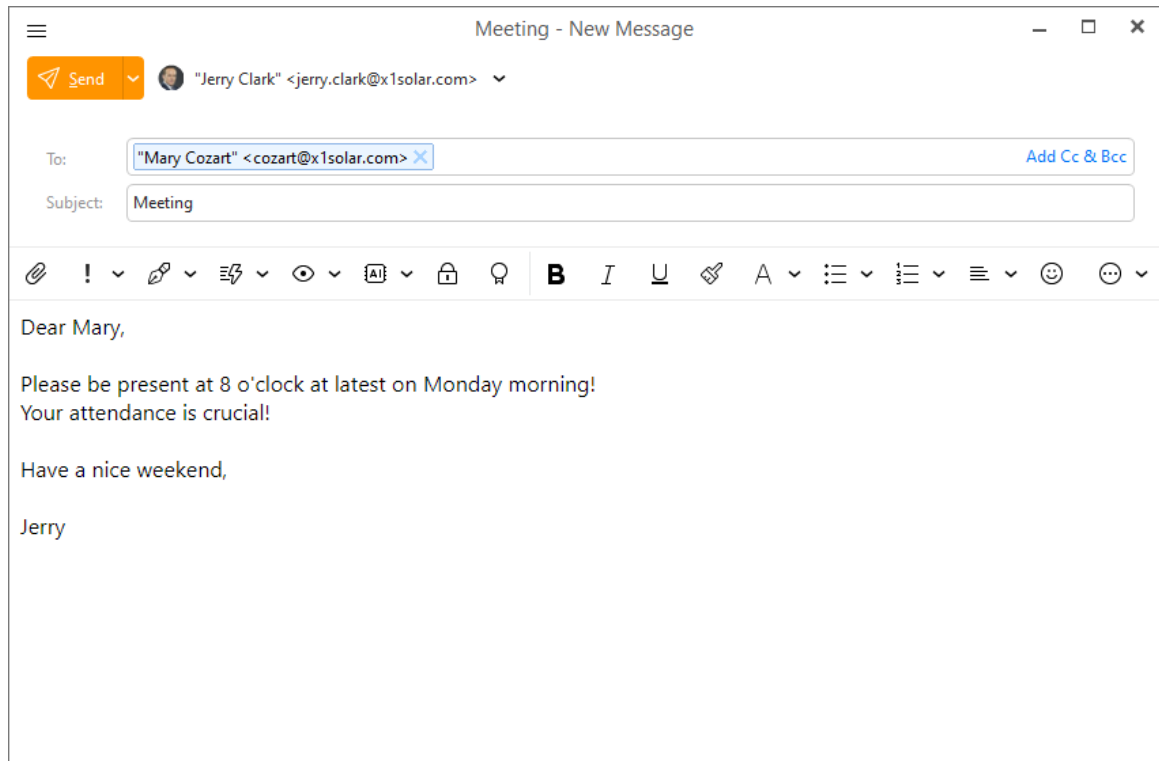 Meeting - New Message
Send
"Jerry Clark" <jerry.clark@x1solar.com>
To:
"Mary Cozart" <cozart@x1solar.com>
Add Cc & Bcc
Subject:
Meeting
AI
B I U A
Dear Mary,
Please be present at 8 o'clock at latest on Monday morning!
Your attendance is crucial!
Have a nice weekend,
Jerry